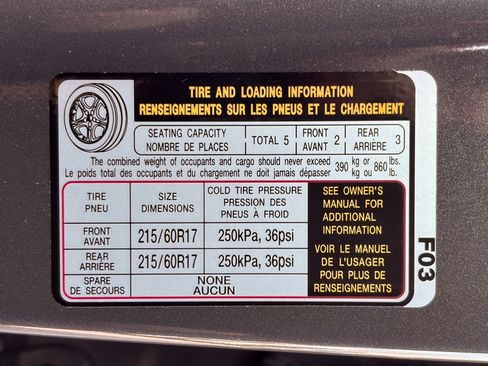 TIRE AND LOADING INFORMATION
RENSEIGNEMENTS SUR LES PNEUS ET LE CHARGEMENT
SEATING CAPACITY
NOMBRE DE PLACES
TOTAL 5
FRONT
AVANT 2
REAR
ARRIÈRE 3
The combined weight of occupants and cargo should never exceed 390 kg or 860 lbs.
Le poids total des occupants et du chargement ne doit jamais dépasser 390 kg ou 860 lb.
TIRE
PNEU
SIZE
DIMENSIONS
COLD TIRE PRESSURE
PRESSION DES
PNEUS À FROID
SEE OWNER'S
MANUAL FOR
ADDITIONAL
INFORMATION
VOIR LE MANUEL
DE L'USAGER
POUR PLUS DE
RENSEIGNEMENTS
FRONT
AVANT
215/60R17
250kPa, 36psi
REAR
ARRIÈRE
215/60R17
250kPa, 36psi
SPARE
DE SECOURS
NONE
AUCUN
F03